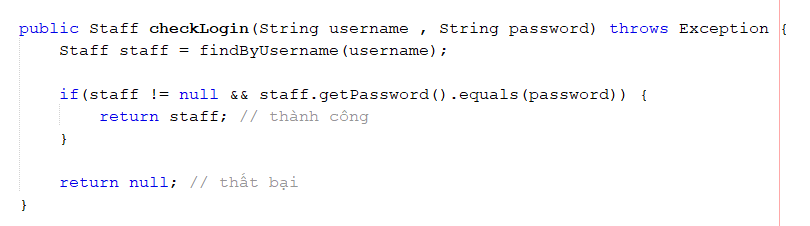 public Staff checkLogin(String username , String password) throws Exception {
    Staff staff = findByUsername(username);
    if(staff != null && staff.getPassword().equals(password)) {
        return staff; // thành công
    }
    return null; // thất bại
}